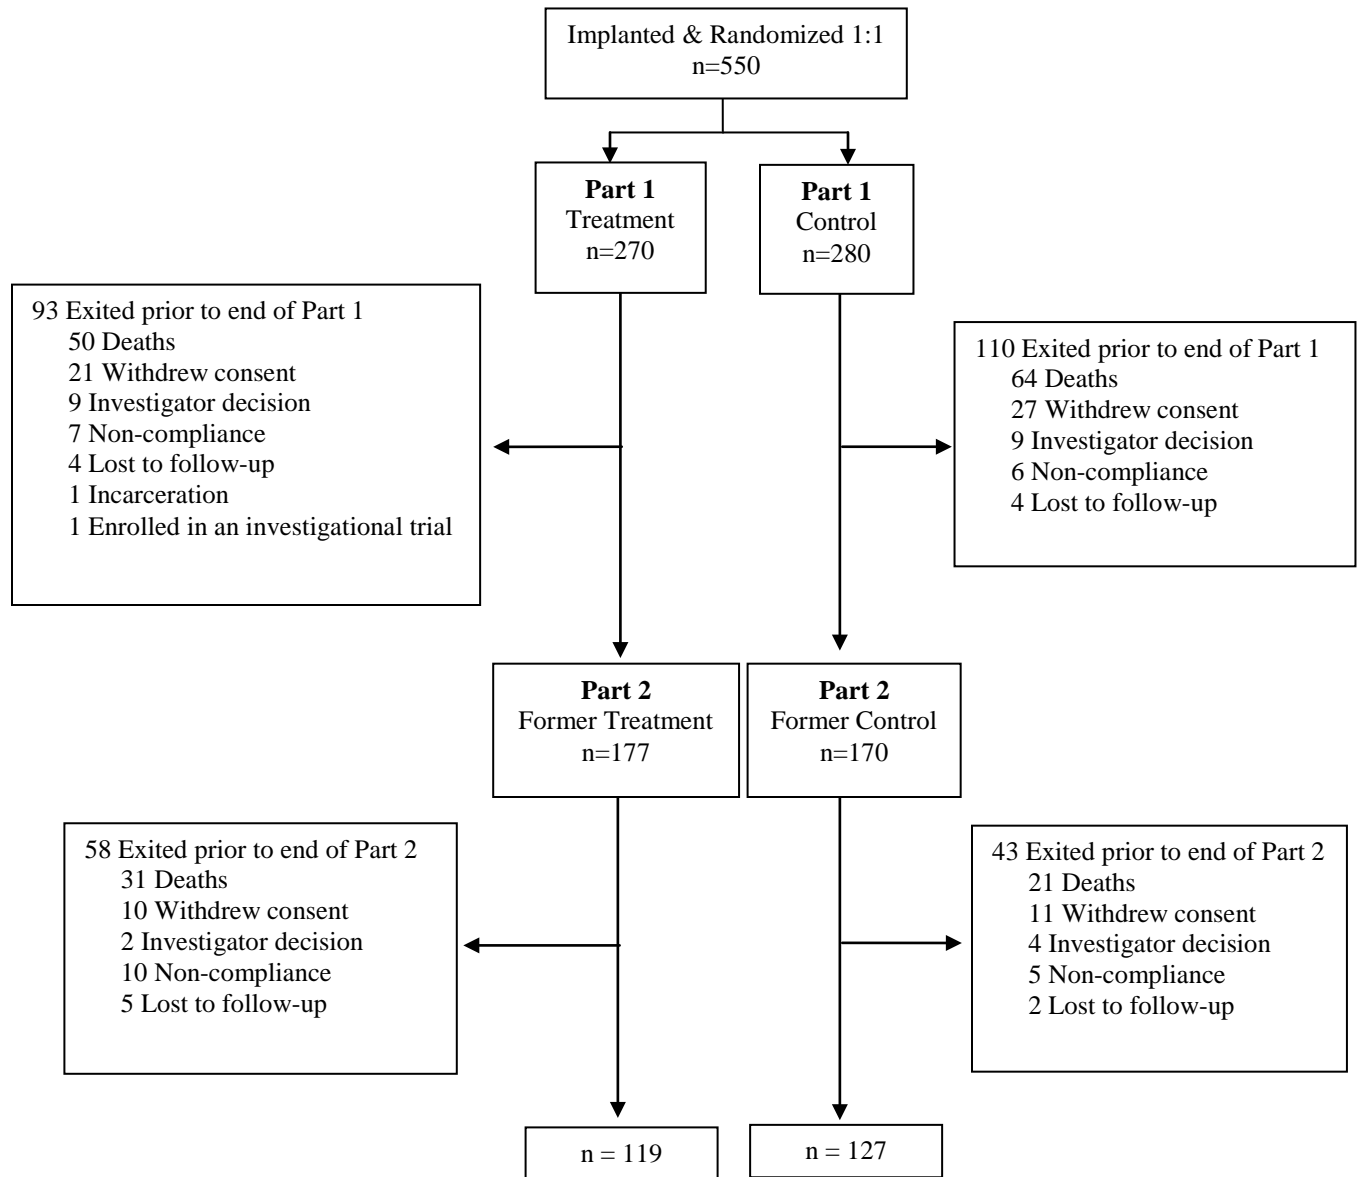 Implanted & Randomized 1:1
n=550
Part 1
Treatment
n=270
Part 1
Control
n=280
93 Exited prior to end of Part 1
50 Deaths
21 Withdrew consent
9 Investigator decision
7 Non-compliance
4 Lost to follow-up
1 Incarceration
1 Enrolled in an investigational trial
110 Exited prior to end of Part 1
64 Deaths
27 Withdrew consent
9 Investigator decision
6 Non-compliance
4 Lost to follow-up
Part 2
Former Treatment
n=177
Part 2
Former Control
n=170
58 Exited prior to end of Part 2
31 Deaths
10 Withdrew consent
2 Investigator decision
10 Non-compliance
5 Lost to follow-up
43 Exited prior to end of Part 2
21 Deaths
11 Withdrew consent
4 Investigator decision
5 Non-compliance
2 Lost to follow-up
n = 119
n = 127